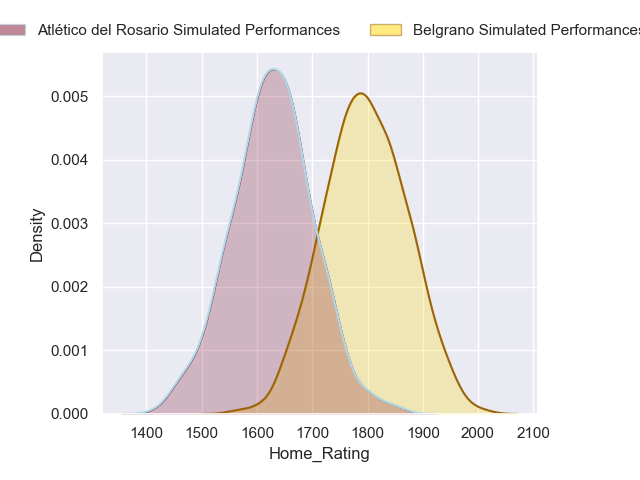 Atlético del Rosario Simulated Performances Belgrano Simulated Performances
0.005
0.004
0.003
0.002
0.001
0.000
Density
1400 1500 1600 1700 1800 1900 2000 2100
Home_Rating